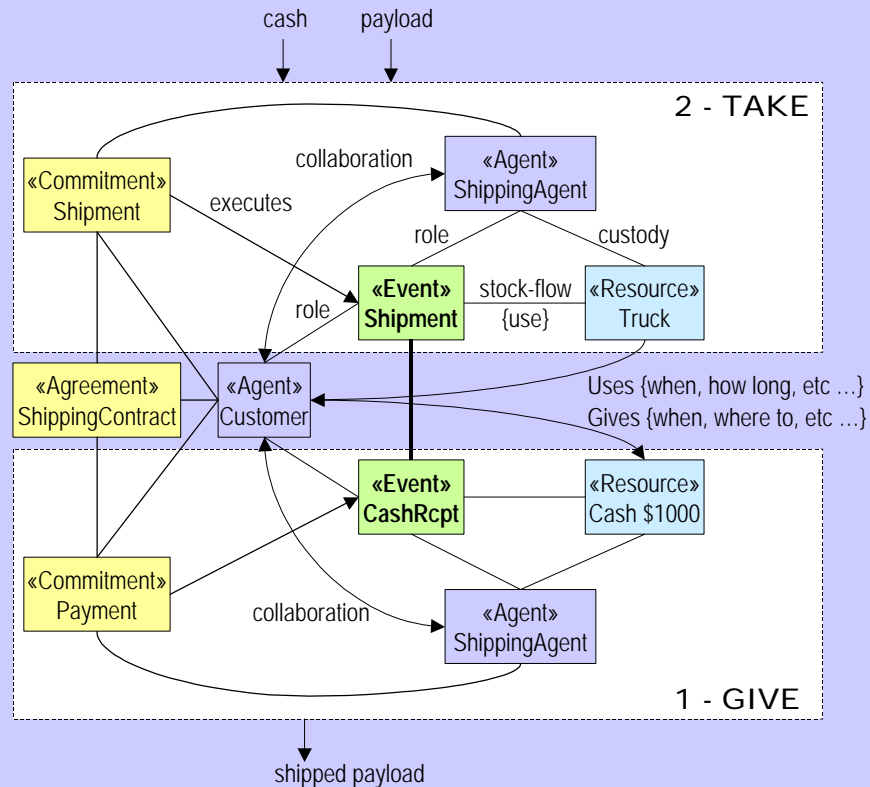 cash
payload
2 - TAKE
«Agent»
ShippingAgent
collaboration
«Commitment»
Shipment
executes
role
custody
«Event»
Shipment
stock-flow
{use}
«Resource»
Truck
role
«Agreement»
ShippingContract
«Agent»
Customer
Uses {when, how long, etc ...}
Gives {when, where to, etc ...}
«Event»
CashRcpt
«Resource»
Cash $1000
«Commitment»
Payment
collaboration
«Agent»
ShippingAgent
1 - GIVE
shipped payload